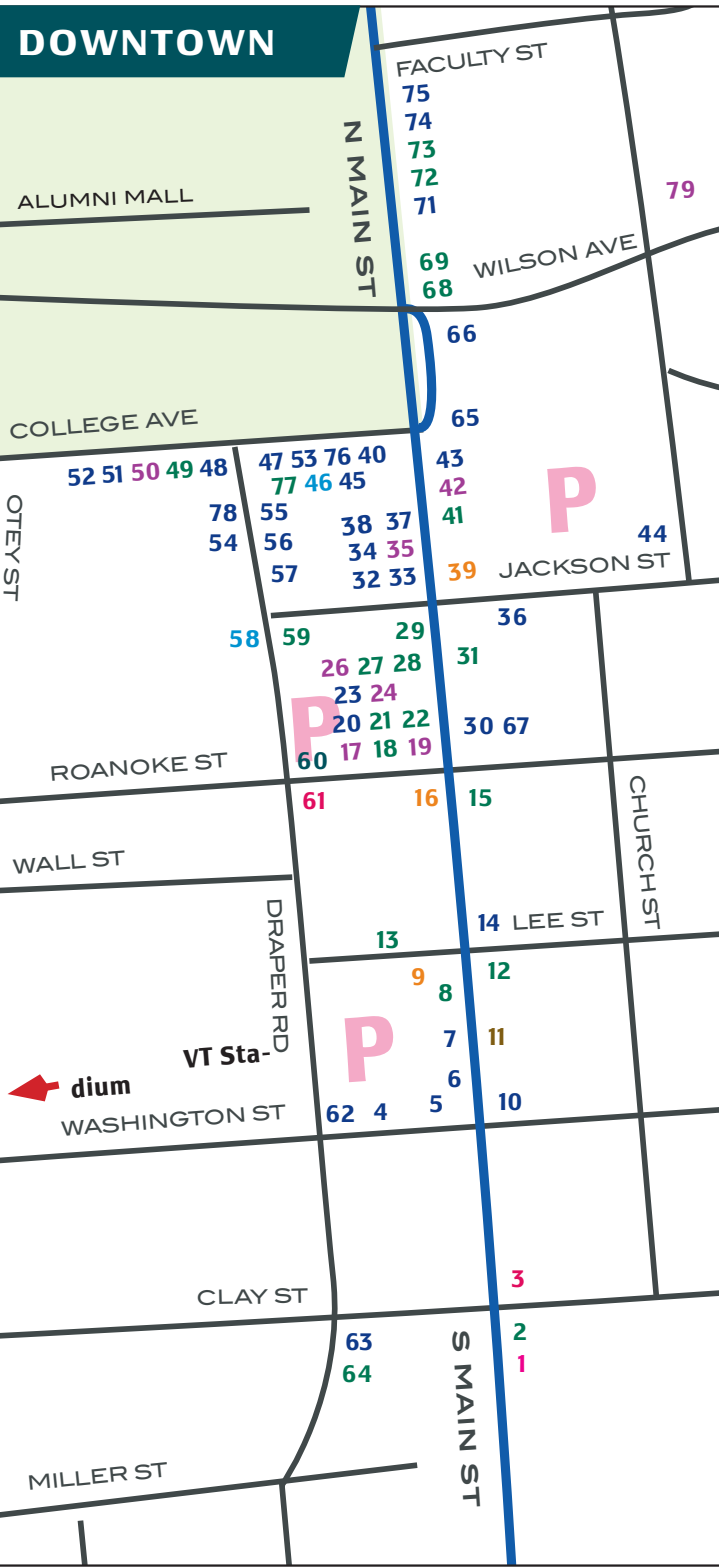 DOWNTOWN
FACULTY ST
75
74
N MAIN ST
73
72
ALUMNI MALL
79
71
WILSON AVE
69
68
66
COLLEGE AVE
65
52 51 50 49 48
47 53 76 40
43
77 46 45
42
OTEY ST
78 55
38 37
41
P
54 56
34 35
44
57
32 33
39
JACKSON ST
36
58 59
29
26 27 28
31
23 24
P
20 21 22
30 67
60 17 18 19
ROANOKE ST
61
16
15
CHURCH ST
WALL ST
DRAPER RD
14 LEE ST
13
9
12
8
P
7
11
VT Sta-
dium
6
WASHINGTON ST
62 4 5
10
3
CLAY ST
2
63
1
64
S MAIN ST
MILLER ST